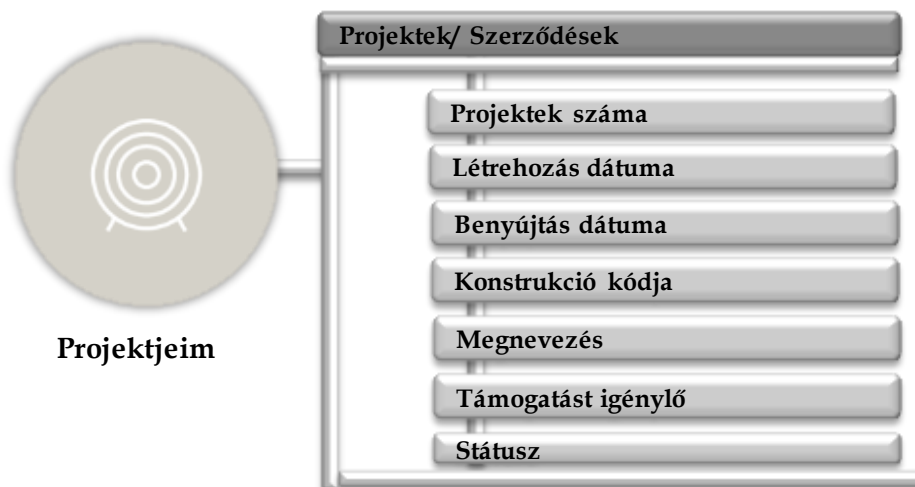 Projektek/ Szerződések
Projektek száma
Létrehozás dátuma
Benyújtás dátuma
Konstrukció kódja
Megnevezés
Támogatást igénylő
Státusz
Projektjeim